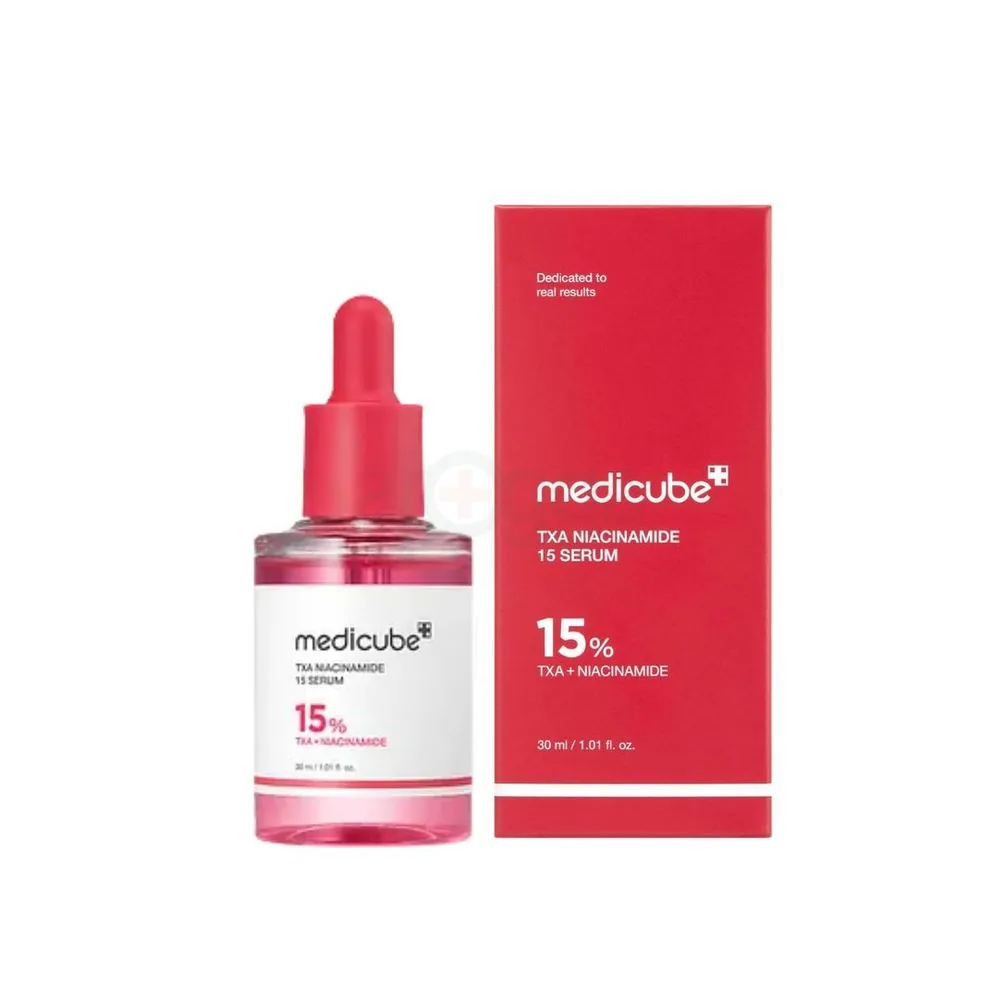 medicube
TXA NIACINAMIDE
15 SERUM
15%
TXA + NIACINAMIDE
30 ml / 1.01 fl. oz.
Dedicated to
real results
medicube
TXA NIACINAMIDE
15 SERUM
15%
TXA + NIACINAMIDE
30 ml / 1.01 fl. oz.